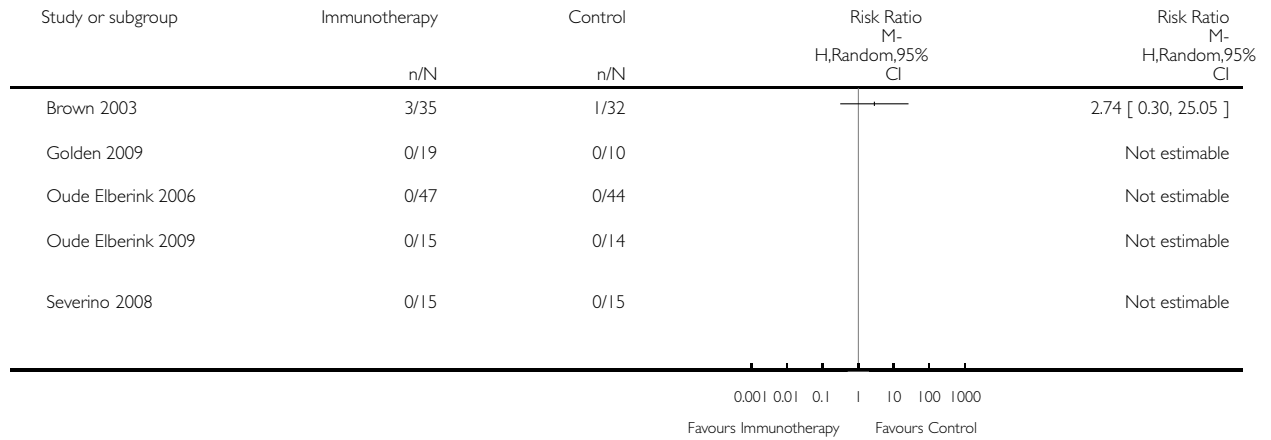 Study or subgroup Immunotherapy Control Risk Ratio Risk Ratio
M- M-
H,Random,95% H,Random,95%
n/N n/N CI CI
Brown 2003 3/35 1/32 2.74 [ 0.30, 25.05 ]
Golden 2009 0/19 0/10 Not estimable
Oude Elberink 2006 0/47 0/44 Not estimable
Oude Elberink 2009 0/15 0/14 Not estimable
Severino 2008 0/15 0/15 Not estimable
0.001 0.01 0.1 1 10 100 1000
Favours Immunotherapy Favours Control